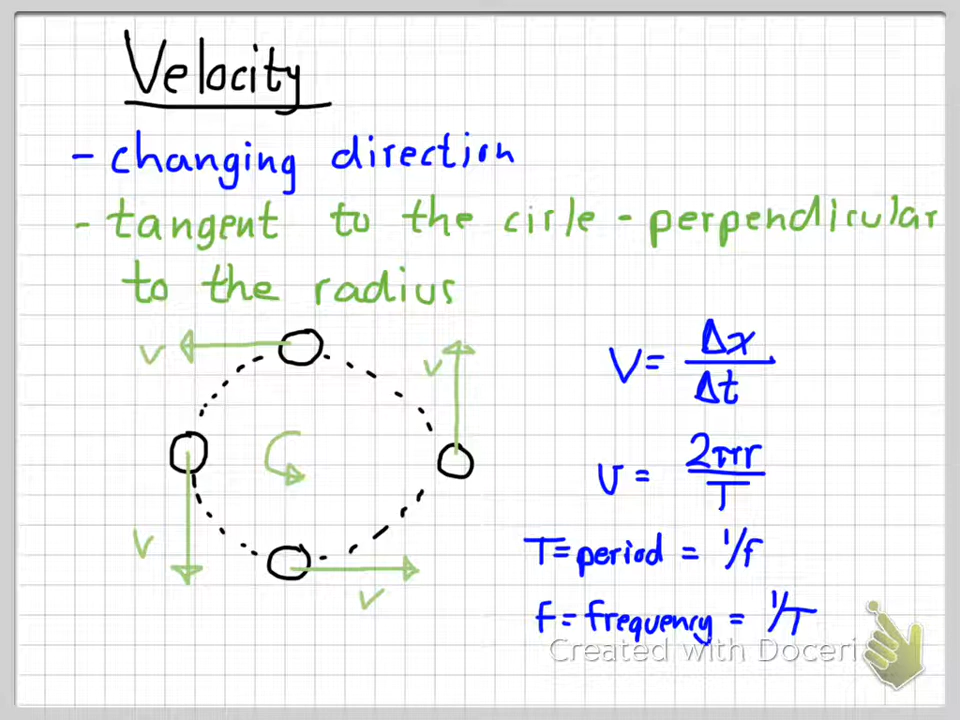 Velocity
- changing direction
- tangent to the cirle - perpendirular
to the radius
v
v
V = Δx/Δt
v = 2πr/T
v
T = period = 1/f
v
f = frequency = 1/T
Created with Doceri